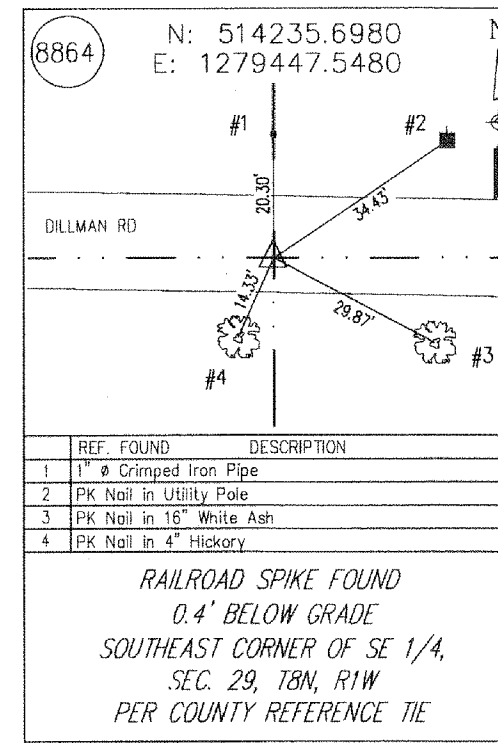 8864
N: 514235.6980
E: 1279447.5480
N
#1
#2
20.30'
34.43'
DILLMAN RD
14.33'
29.87'
#3
#4
REF. FOUND DESCRIPTION
1 1" ø Crimped Iron Pipe
2 PK Nail in Utility Pole
3 PK Nail in 16" White Ash
4 PK Nail in 4" Hickory
RAILROAD SPIKE FOUND
0.4' BELOW GRADE
SOUTHEAST CORNER OF SE 1/4,
SEC. 29, T8N, R1W
PER COUNTY REFERENCE TIE